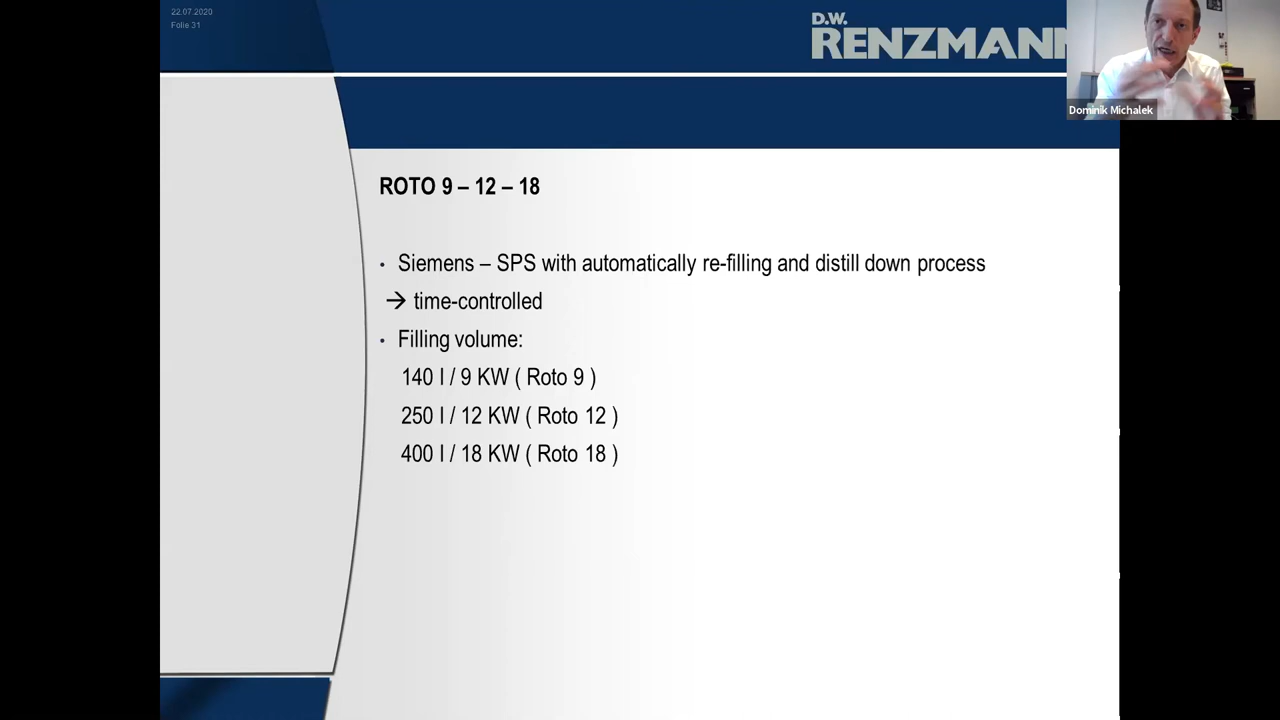 22.07.2020
Folie 31
D.W.
RENZMANN
Dominik Michalek
ROTO 9 – 12 – 18
• Siemens – SPS with automatically re-filling and distill down process
→ time-controlled
• Filling volume:
140 l / 9 KW ( Roto 9 )
250 l / 12 KW ( Roto 12 )
400 l / 18 KW ( Roto 18 )